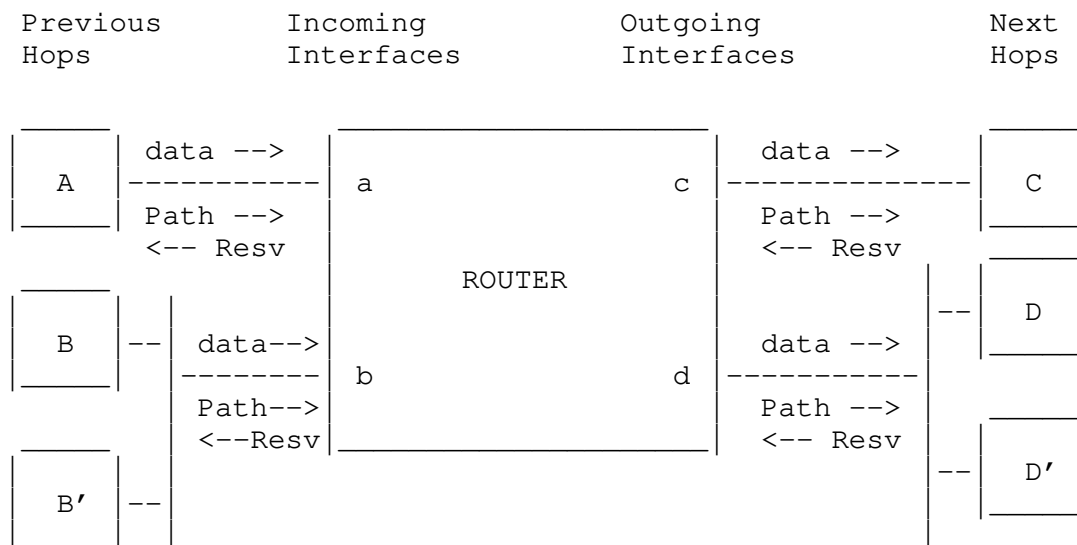 Previous Incoming Outgoing Next
Hops Interfaces Interfaces Hops
data --> data -->
A a c C
Path --> Path -->
<-- Resv <-- Resv
ROUTER
D
B data--> data -->
b d
Path--> Path -->
<--Resv <-- Resv
D'
B'